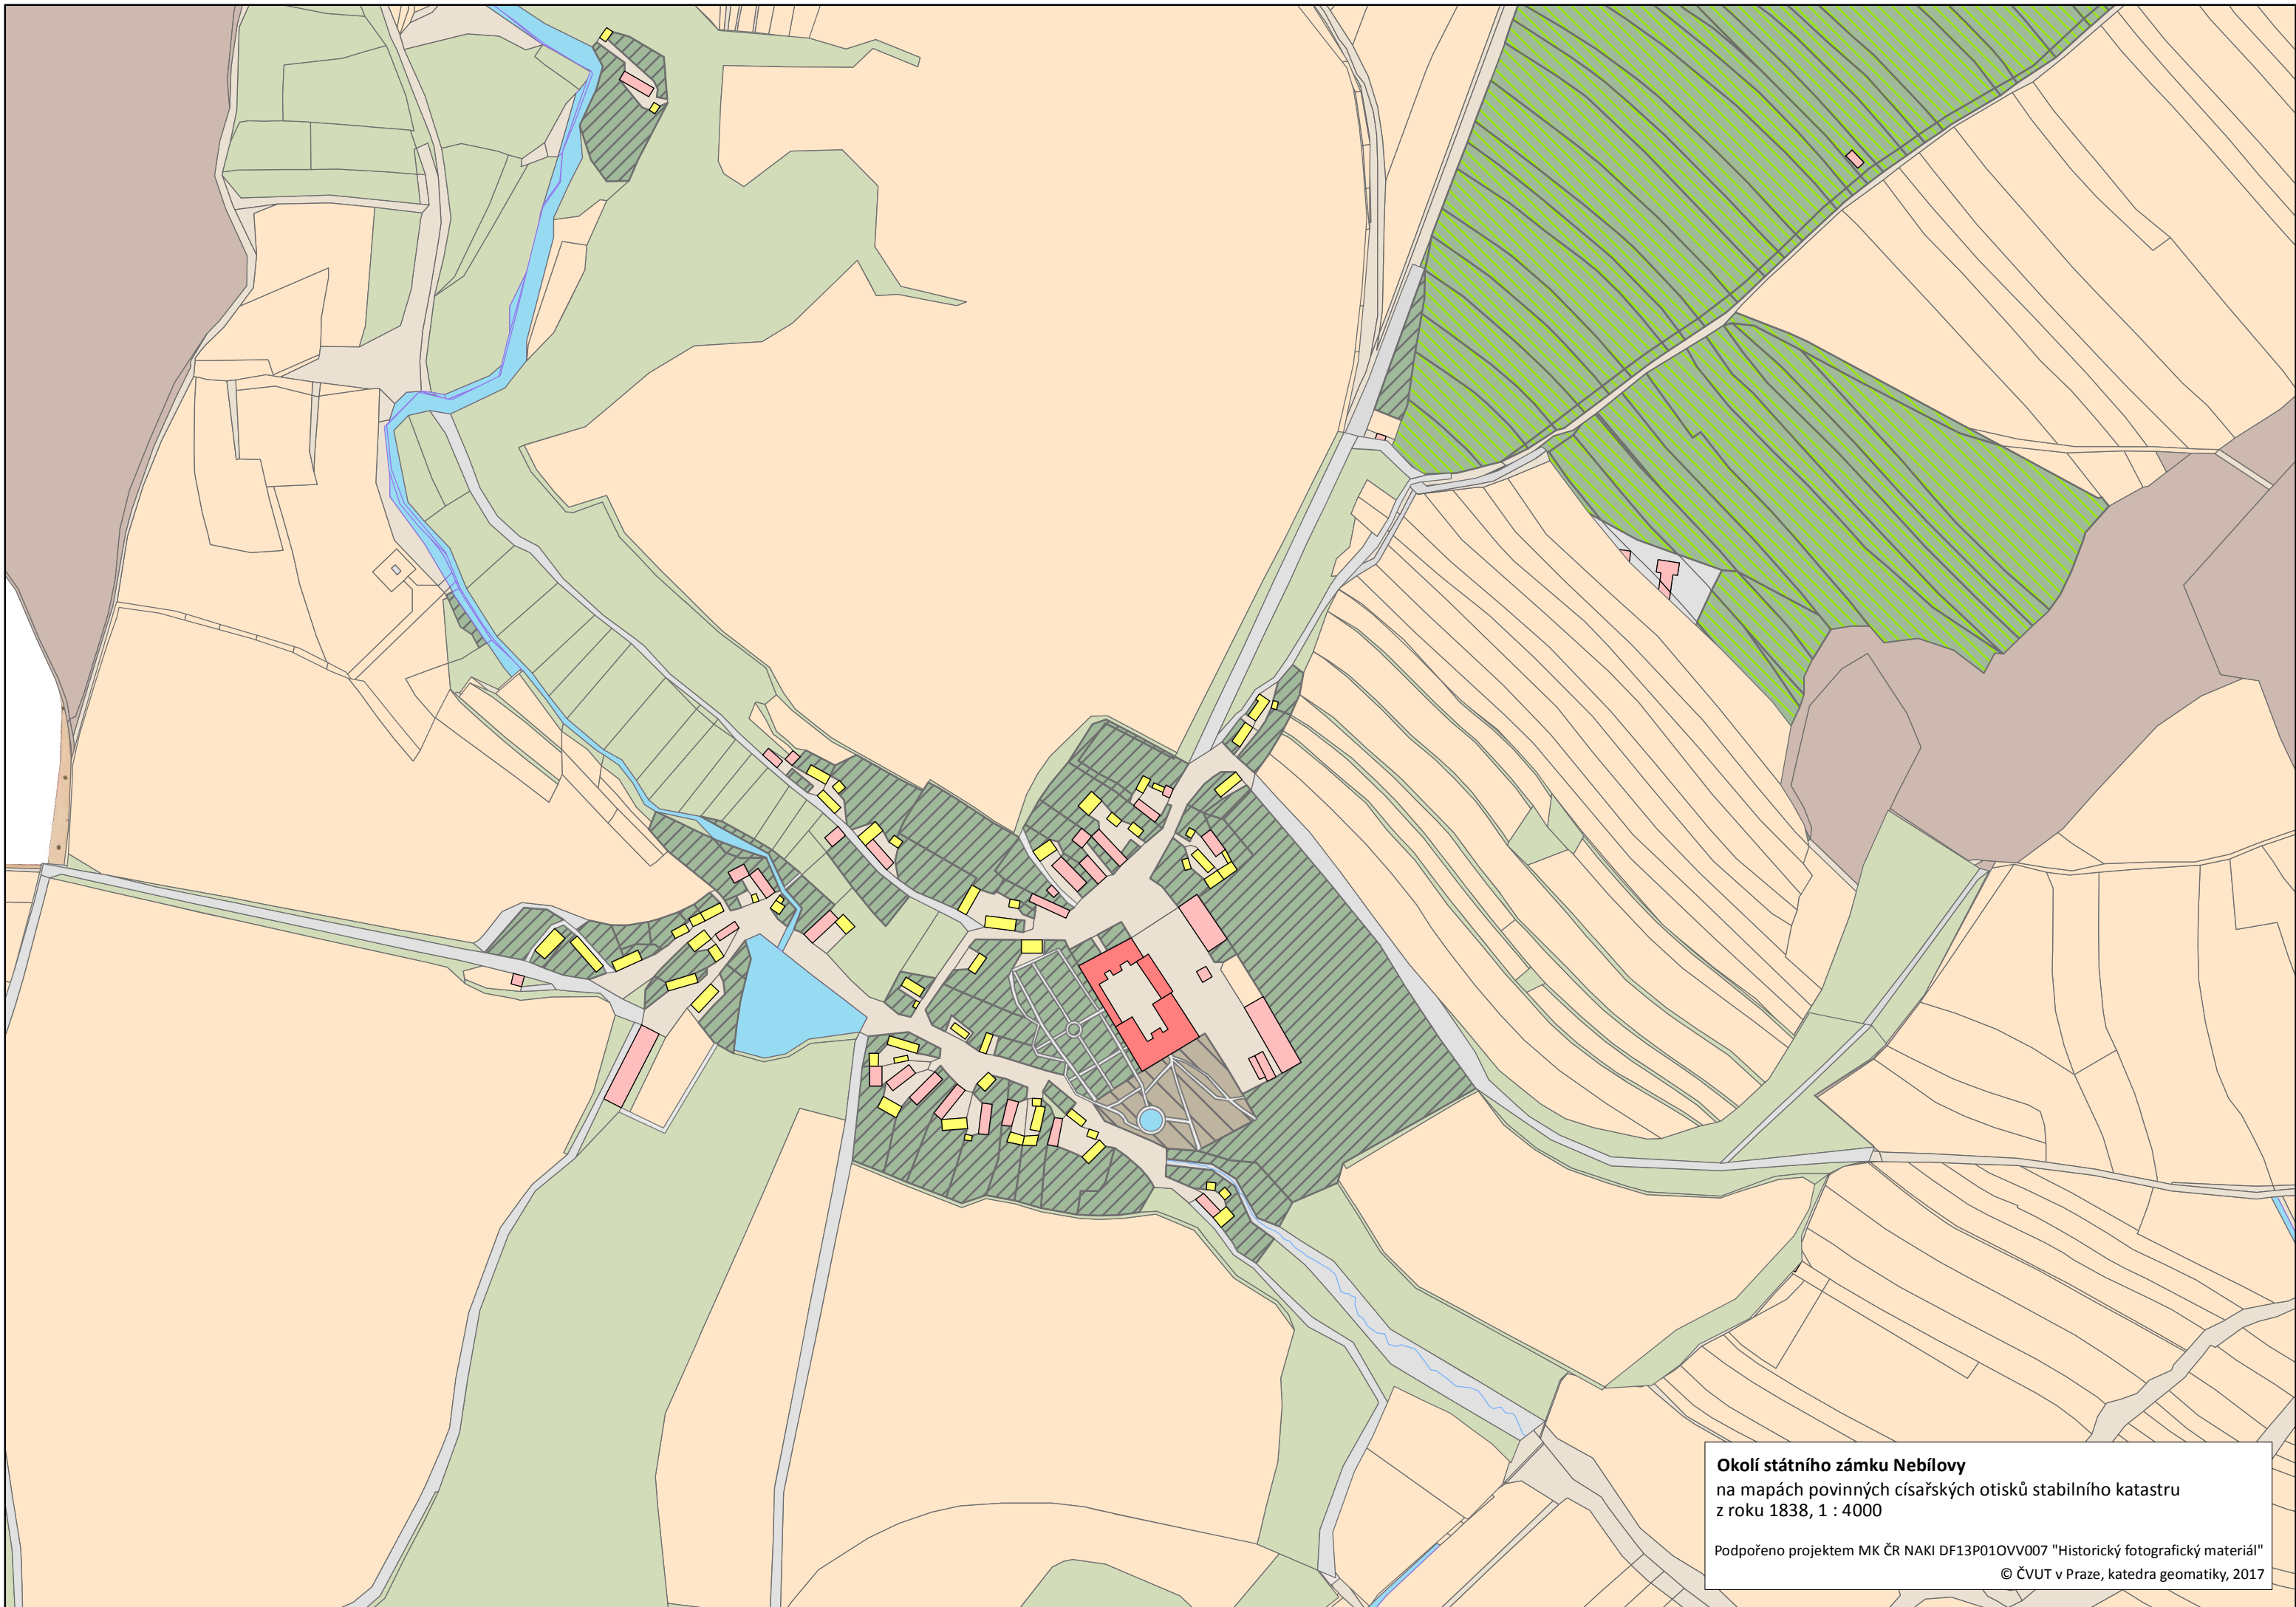 Okolí státního zámku Nebílovy
na mapách povinných císařských otisků stabilního katastru
z roku 1838, 1 : 4000
Podpořeno projektem MK ČR NAKI DF13P01OVV007 "Historický fotografický materiál"
© ČVUT v Praze, katedra geomatiky, 2017